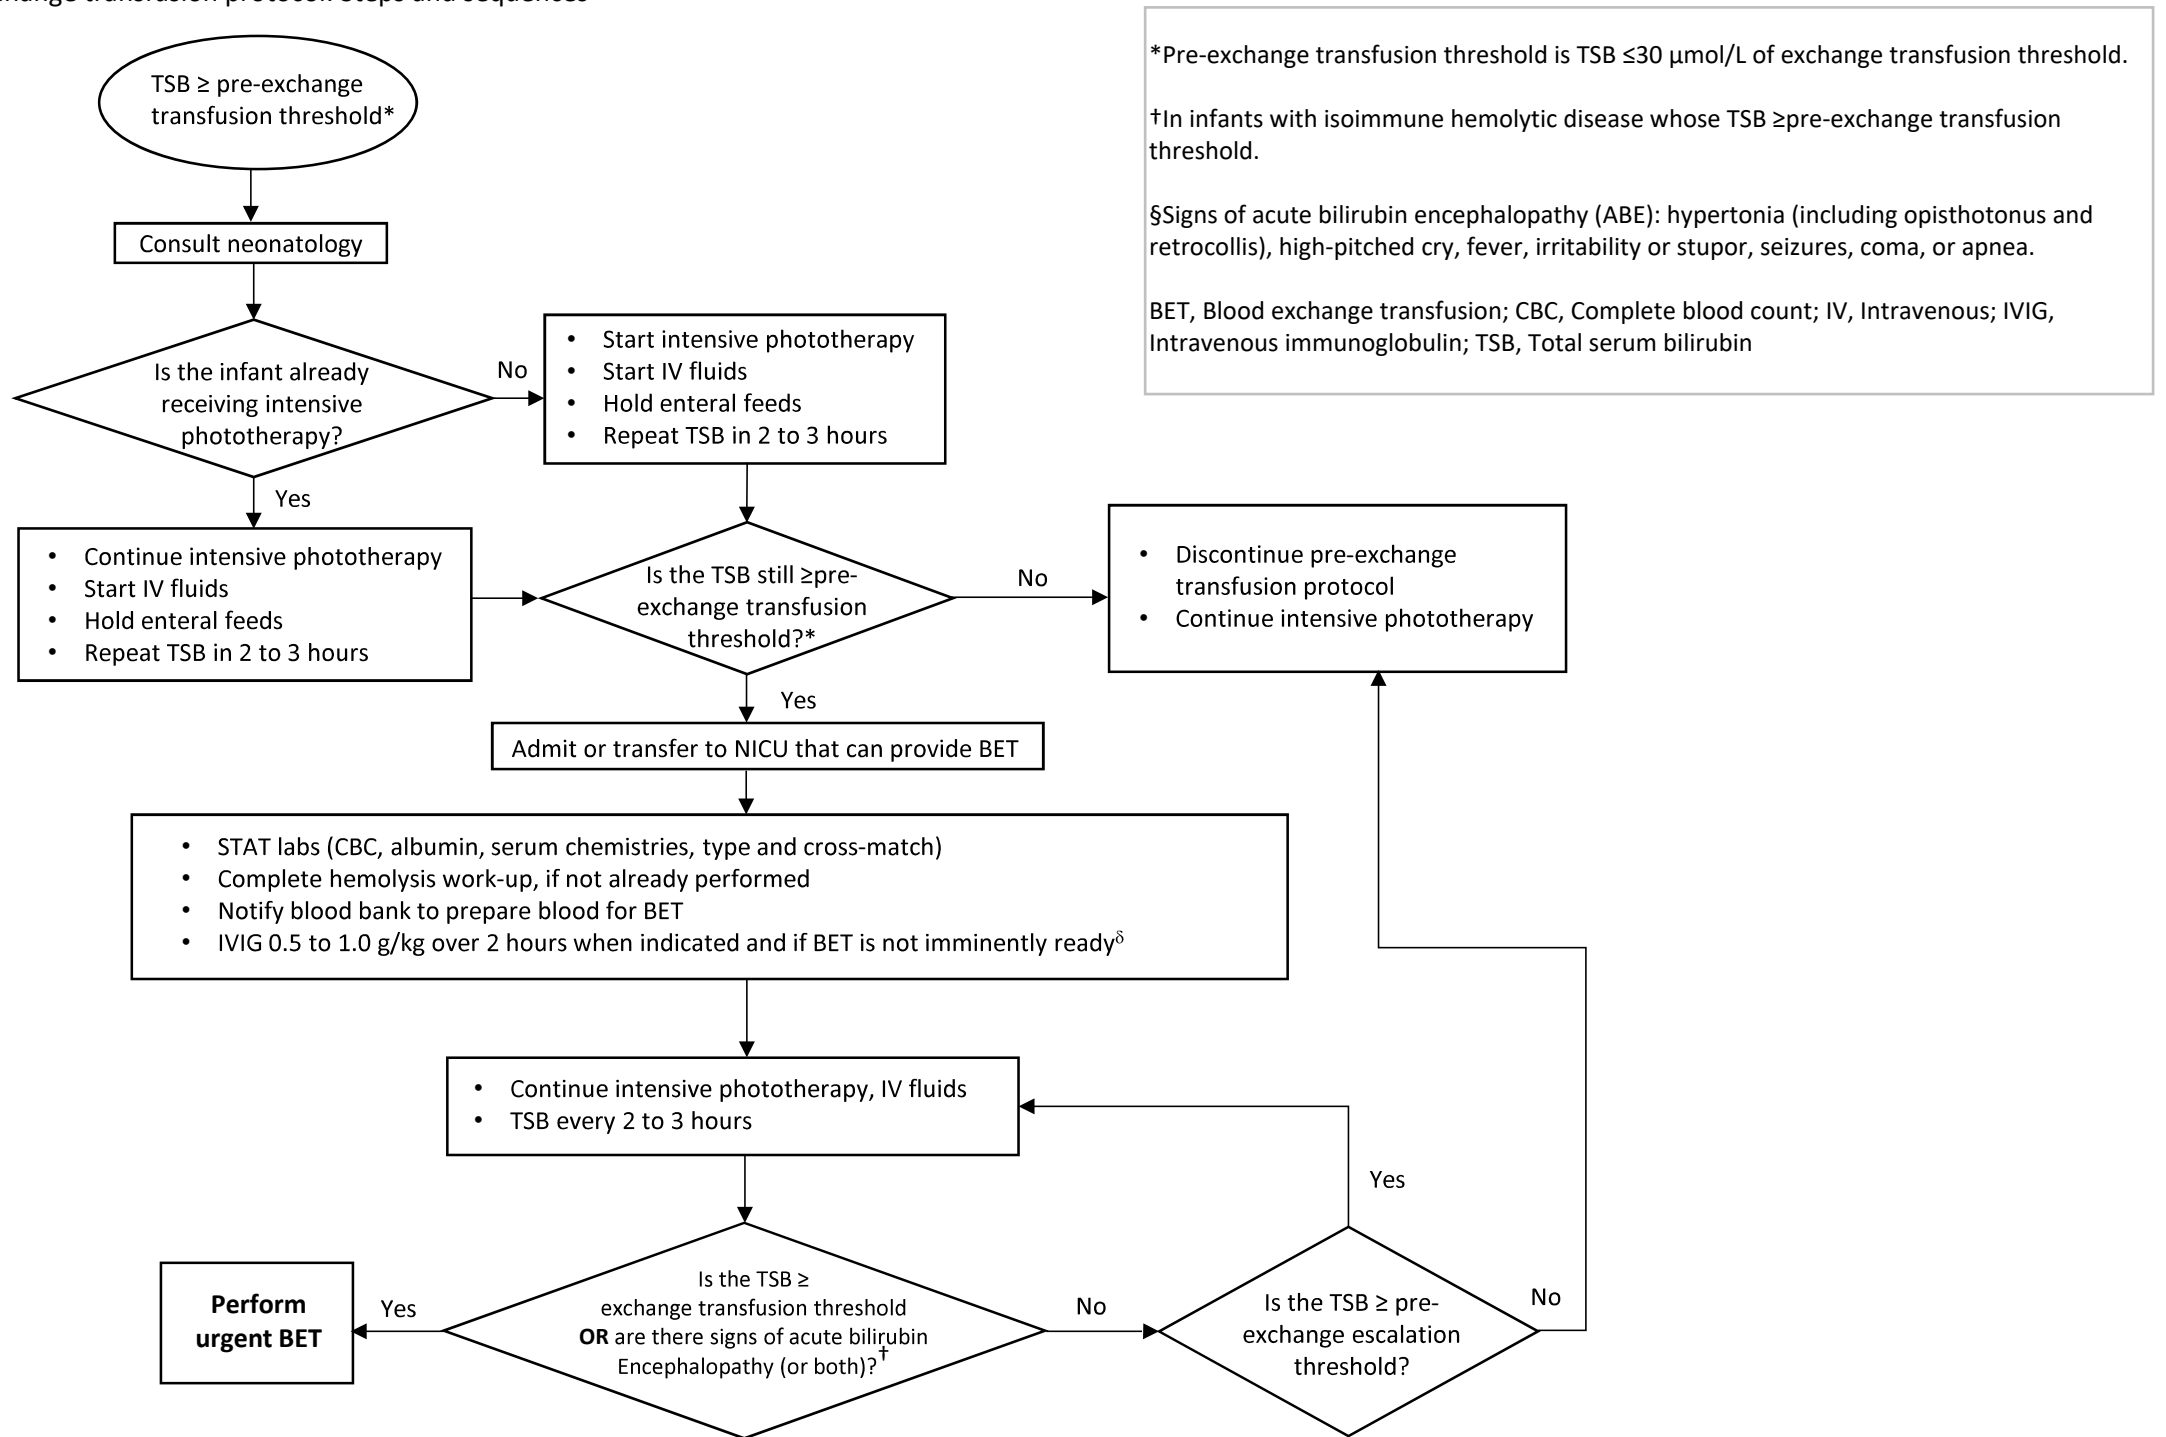 transfusion protocol: Steps and sequences
TSB ≥ pre-exchange
transfusion threshold*
Consult neonatology
Is the infant already
receiving intensive
phototherapy?
No
• Start intensive phototherapy
• Start IV fluids
• Hold enteral feeds
• Repeat TSB in 2 to 3 hours
Yes
• Continue intensive phototherapy
• Start IV fluids
• Hold enteral feeds
• Repeat TSB in 2 to 3 hours
Is the TSB still ≥pre-
exchange transfusion
threshold?*
No
• Discontinue pre-exchange
transfusion protocol
• Continue intensive phototherapy
Yes
Admit or transfer to NICU that can provide BET
• STAT labs (CBC, albumin, serum chemistries, type and cross-match)
• Complete hemolysis work-up, if not already performed
• Notify blood bank to prepare blood for BET
• IVIG 0.5 to 1.0 g/kg over 2 hours when indicated and if BET is not imminently readyᵟ
• Continue intensive phototherapy, IV fluids
• TSB every 2 to 3 hours
Is the TSB ≥
exchange transfusion threshold
OR are there signs of acute bilirubin
Encephalopathy (or both)?†
Yes
Perform
urgent BET
No
Is the TSB ≥ pre-
exchange escalation
threshold?
Yes
No
*Pre-exchange transfusion threshold is TSB ≤30 µmol/L of exchange transfusion threshold.
†In infants with isoimmune hemolytic disease whose TSB ≥pre-exchange transfusion
threshold.
§Signs of acute bilirubin encephalopathy (ABE): hypertonia (including opisthotonus and
retrocollis), high-pitched cry, fever, irritability or stupor, seizures, coma, or apnea.
BET, Blood exchange transfusion; CBC, Complete blood count; IV, Intravenous; IVIG,
Intravenous immunoglobulin; TSB, Total serum bilirubin